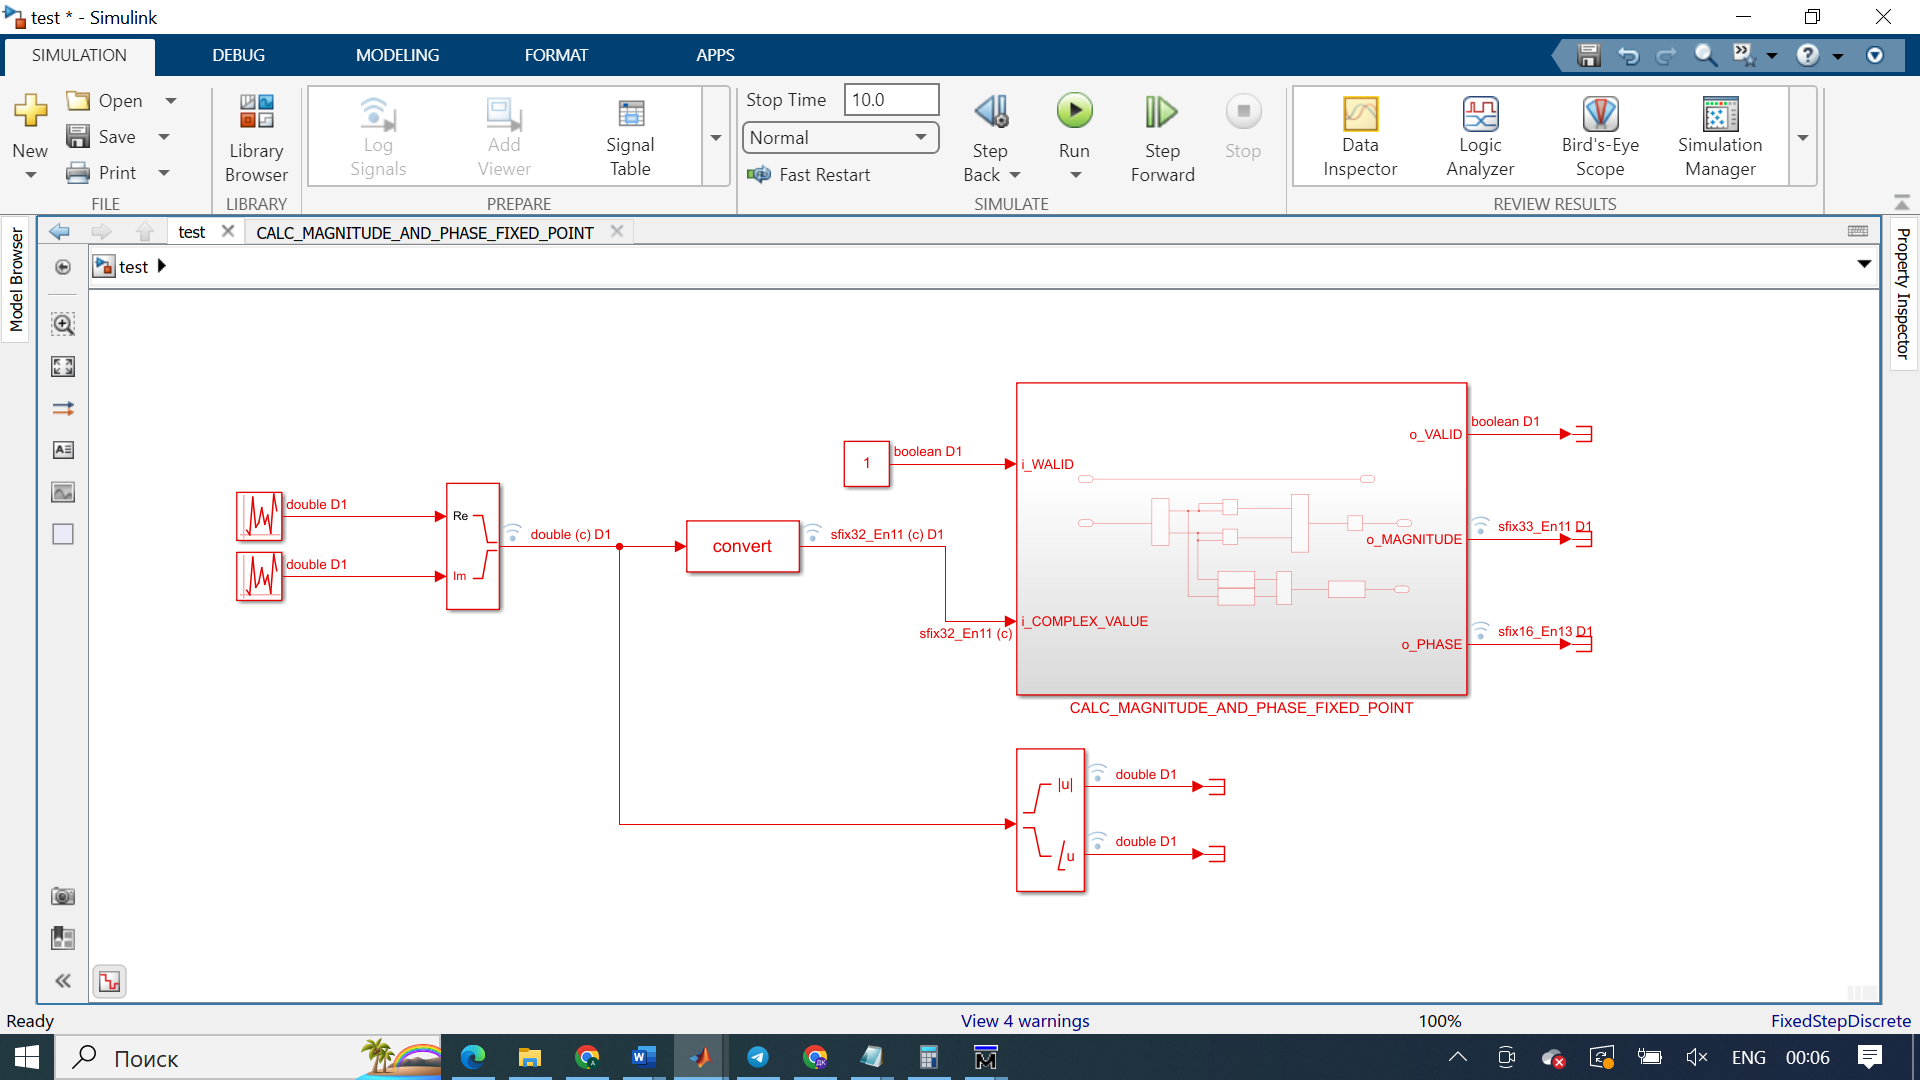 test * - Simulink
SIMULATION DEBUG MODELING FORMAT APPS
New
Open
Save
Print
FILE
Library Browser
LIBRARY
Log Signals
Add Viewer
Signal Table
PREPARE
Stop Time 10.0
Normal
Fast Restart
Step Back
Run
Step Forward
Stop
SIMULATE
Data Inspector
Logic Analyzer
Bird's-Eye Scope
Simulation Manager
REVIEW RESULTS
Model Browser
Property Inspector
test CALC_MAGNITUDE_AND_PHASE_FIXED_POINT
test
double D1
double D1
Re
Im
double (c) D1
convert
sfix32_En11 (c) D1
1
boolean D1
sfix32_En11 (c)
i_WALID
i_COMPLEX_VALUE
o_VALID
o_MAGNITUDE
o_PHASE
boolean D1
sfix33_En11 D1
sfix16_En13 D1
CALC_MAGNITUDE_AND_PHASE_FIXED_POINT
|u|
u
double D1
double D1
Ready
View 4 warnings
100%
FixedStepDiscrete
Поиск
ENG
00:06